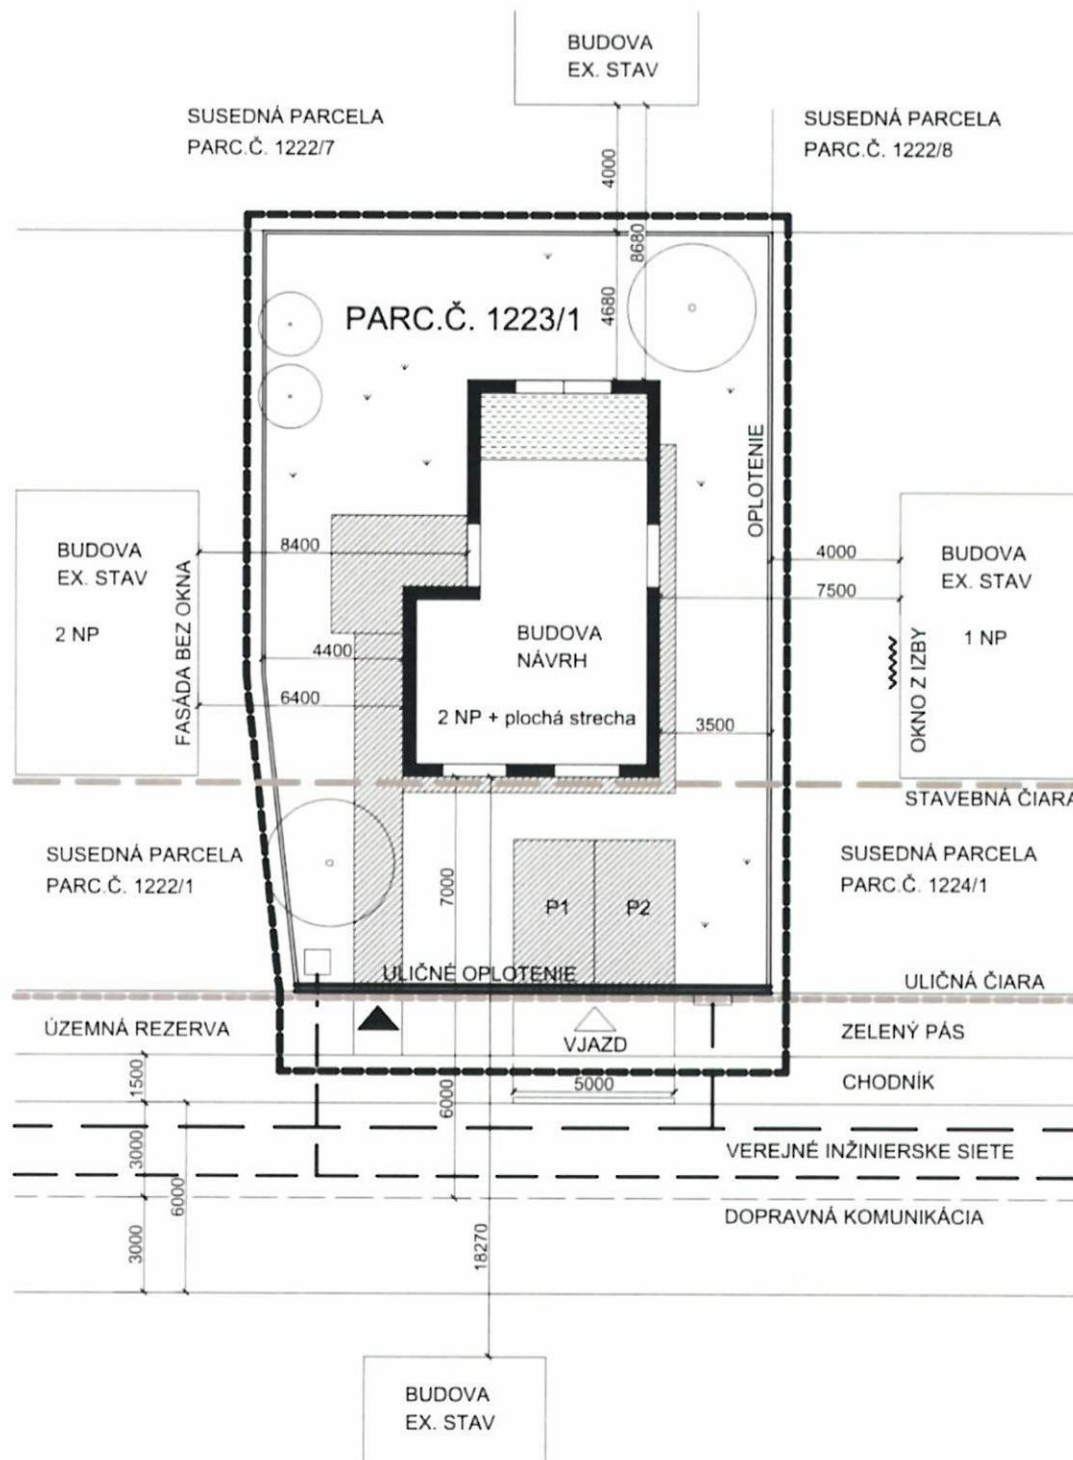 BUDOVA
EX. STAV
SUSEDNÁ PARCELA
PARC.Č. 1222/7
SUSEDNÁ PARCELA
PARC.Č. 1222/8
4000
8680
4680
PARC.Č. 1223/1
OPLOTENIE
BUDOVA
EX. STAV
2 NP
FASÁDA BEZ OKNA
8400
4400
6400
BUDOVA
NÁVRH
2 NP + plochá strecha
4000
7500
3500
BUDOVA
EX. STAV
1 NP
OKNO Z IZBY
STAVEBNÁ ČIARA
SUSEDNÁ PARCELA
PARC.Č. 1222/1
SUSEDNÁ PARCELA
PARC.Č. 1224/1
7000
P1
P2
ULIČNÉ OPLOTENIE
ULIČNÁ ČIARA
ÚZEMNÁ REZERVA
VJAZD
ZELENÝ PÁS
1500
5000
CHODNÍK
6000
3000
VEREJNÉ INŽINIERSKE SIETE
6000
DOPRAVNÁ KOMUNIKÁCIA
3000
18270
BUDOVA
EX. STAV